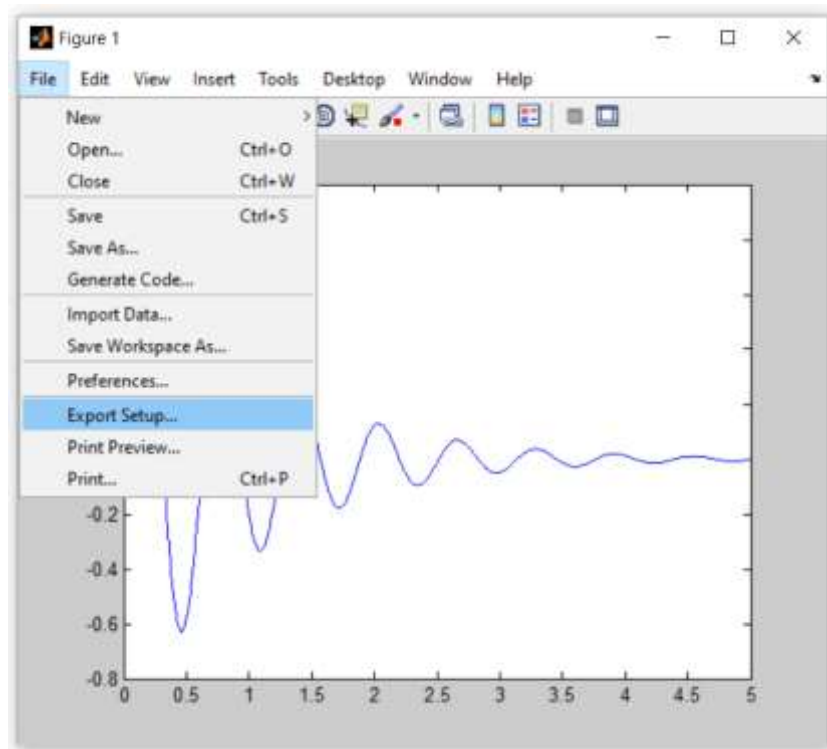 Figure 1
File Edit View Insert Tools Desktop Window Help
New
Open... Ctrl+O
Close Ctrl+W
Save Ctrl+S
Save As...
Generate Code...
Import Data...
Save Workspace As...
Preferences...
Export Setup...
Print Preview...
Print... Ctrl+P
-0.2
-0.4
-0.6
-0.8
0 0.5 1 1.5 2 2.5 3 3.5 4 4.5 5